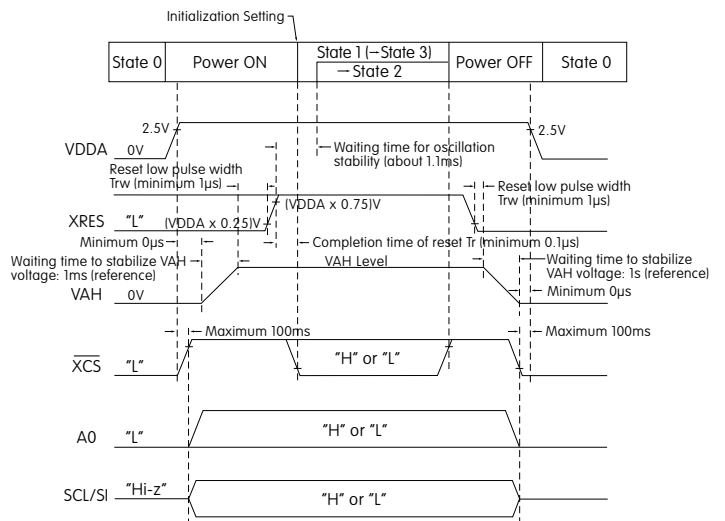 Initialization Setting
State 0
Power ON
State 1 (→State 3)
→ State 2
Power OFF
State 0
VDDA
2.5V
0V
2.5V
Waiting time for oscillation
stability (about 1.1ms)
Reset low pulse width
Trw (minimum 1µs)
Reset low pulse width
Trw (minimum 1µs)
XRES
"L"
(VDDA x 0.25)V
(VDDA x 0.75)V
Minimum 0µs
Completion time of reset Tr (minimum 0.1µs)
Waiting time to stabilize VAH
voltage: 1ms (reference)
VAH Level
Waiting time to stabilize
VAH voltage: 1s (reference)
VAH
0V
Minimum 0µs
Maximum 100ms
Maximum 100ms
XCS
"L"
"H" or "L"
A0
"L"
"H" or "L"
SCL/SI
"Hi-z"
"H" or "L"